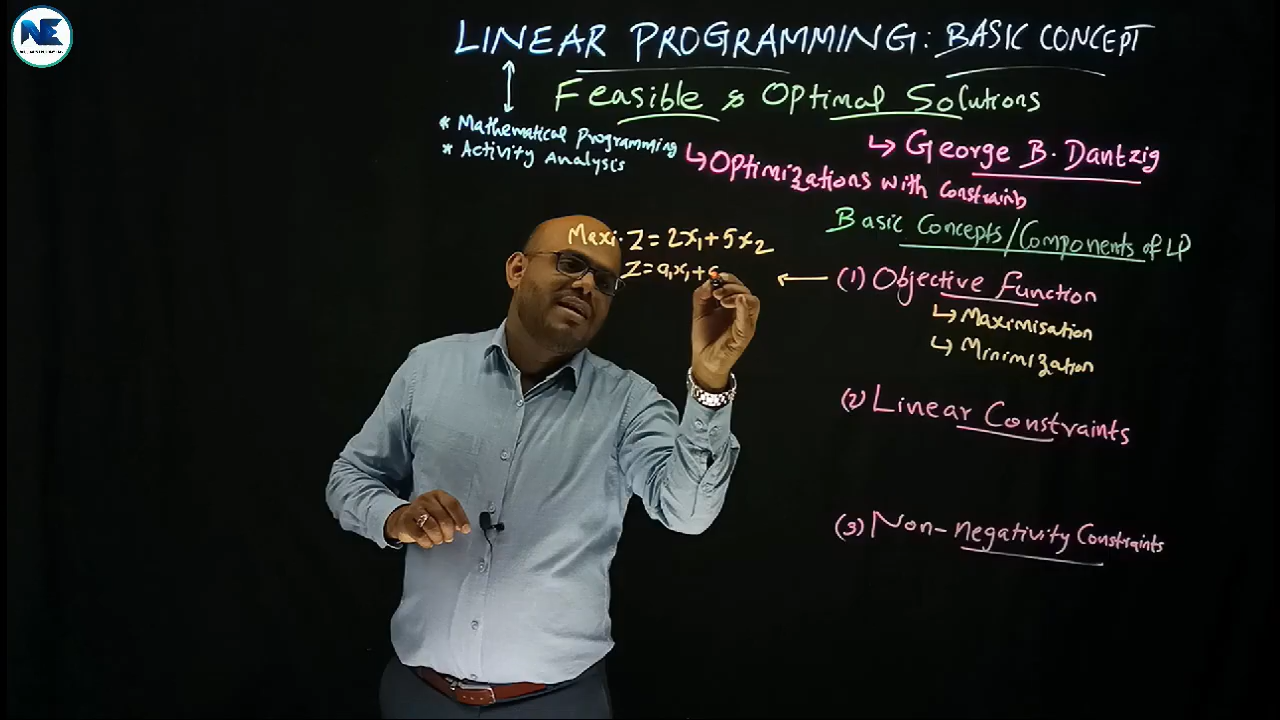 NE
LINEAR PROGRAMMING: BASIC CONCEPT
Feasible & Optimal Solutions
* Mathematical Programming
* Activity Analysis
↳ Optimizations with Constraints
↳ George B. Dantzig
Basic Concepts/Components of LP
Maxi. Z = 2x₁ + 5x₂
Z = a₁x₁ +
← (1) Objective Function
↳ Maximisation
↳ Minimization
(2) Linear Constraints
(3) Non-negativity Constraints